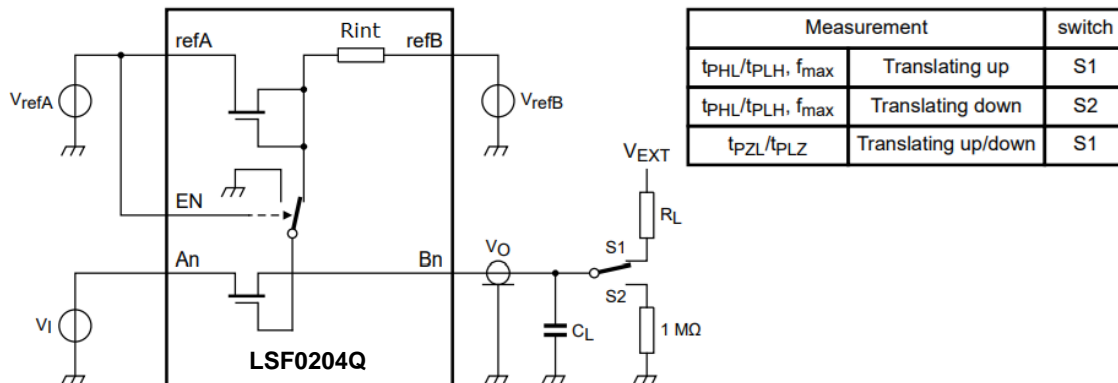 refA
Rint
refB
VrefA
VrefB
EN
An
Bn
VI
VO
CL
VEXT
RL
S1
S2
1 MΩ
LSF0204Q
Measurement switch
tPHL/tPLH, fmax Translating up S1
tPHL/tPLH, fmax Translating down S2
tPZL/tPLZ Translating up/down S1